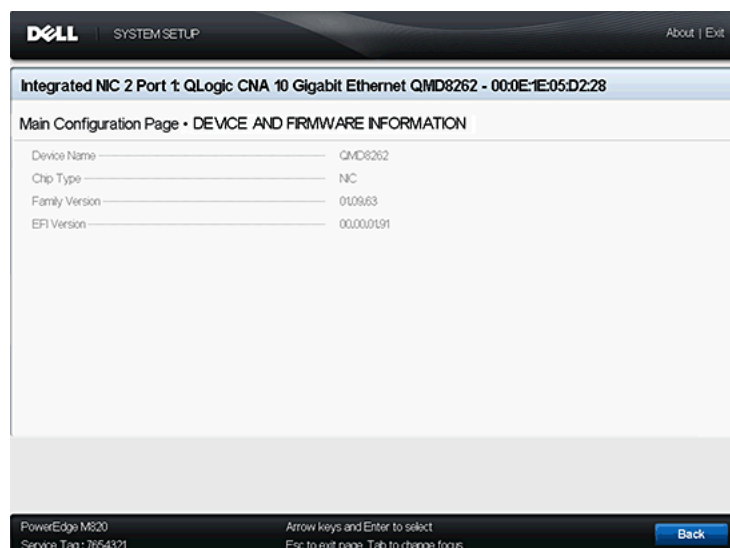 DELL SYSTEM SETUP About | Exit
Integrated NIC 2 Port 1: QLogic CNA 10 Gigabit Ethernet QMD8262 - 00:0E:1E:05:D2:28
Main Configuration Page • DEVICE AND FIRMWARE INFORMATION
Device Name QMD8262
Chip Type NIC
Family Version 01.09.63
EFI Version 00.00.01.91
PowerEdge M820 Arrow keys and Enter to select
Service Tag : 7654321 Esc to exit page, Tab to change focus
Back